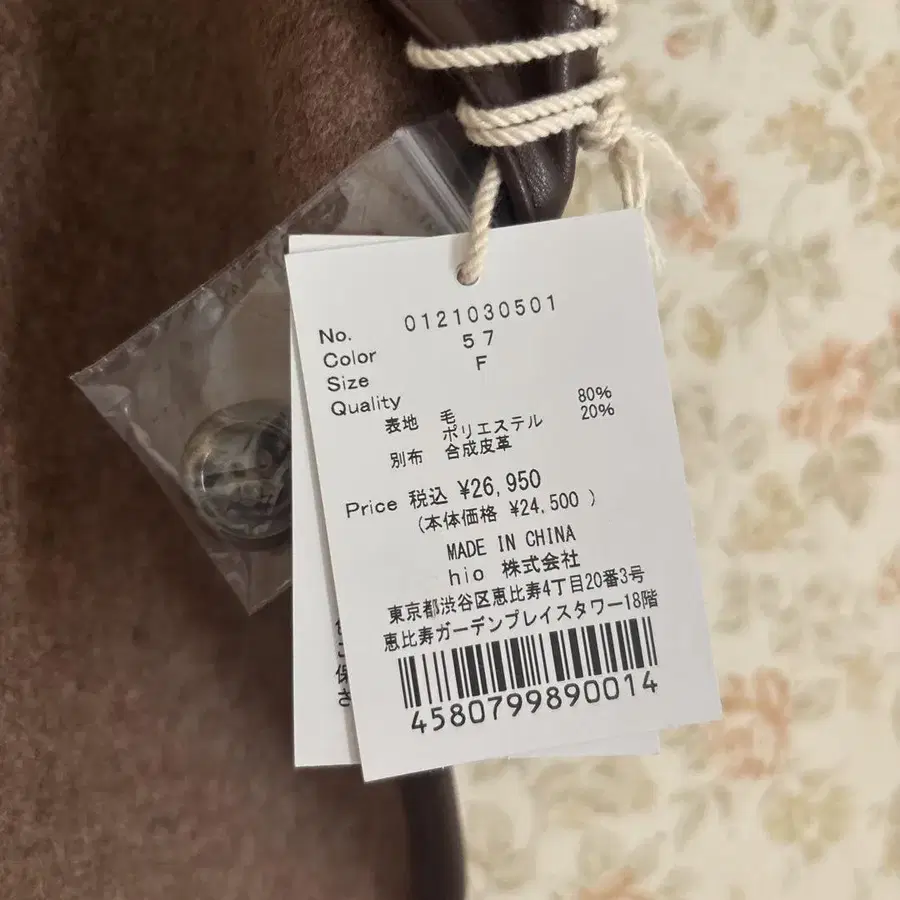 No. 0121030501
Color 57
Size F
Quality
表地 毛 80%
ポリエステル 20%
別布 合成皮革
Price 税込 ¥26,950
(本体価格 ¥24,500 )
MADE IN CHINA
hio 株式会社
東京都渋谷区恵比寿4丁目20番3号
恵比寿ガーデンプレイスタワー18階
4580799890014
保
さ